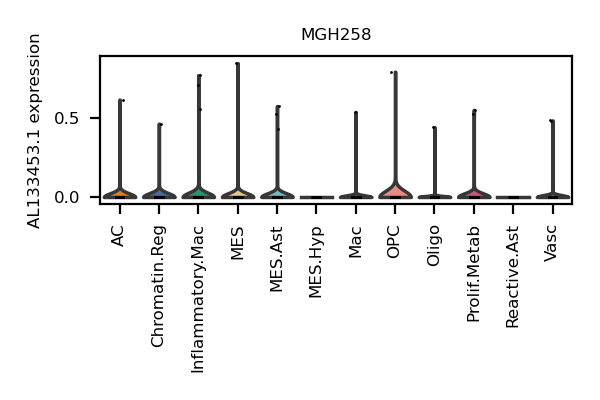 MGH258
AL133453.1 expression
0.5
0.0
AC
Chromatin.Reg
Inflammatory.Mac
MES
MES.Ast
MES.Hyp
Mac
OPC
Oligo
Prolif.Metab
Reactive.Ast
Vasc